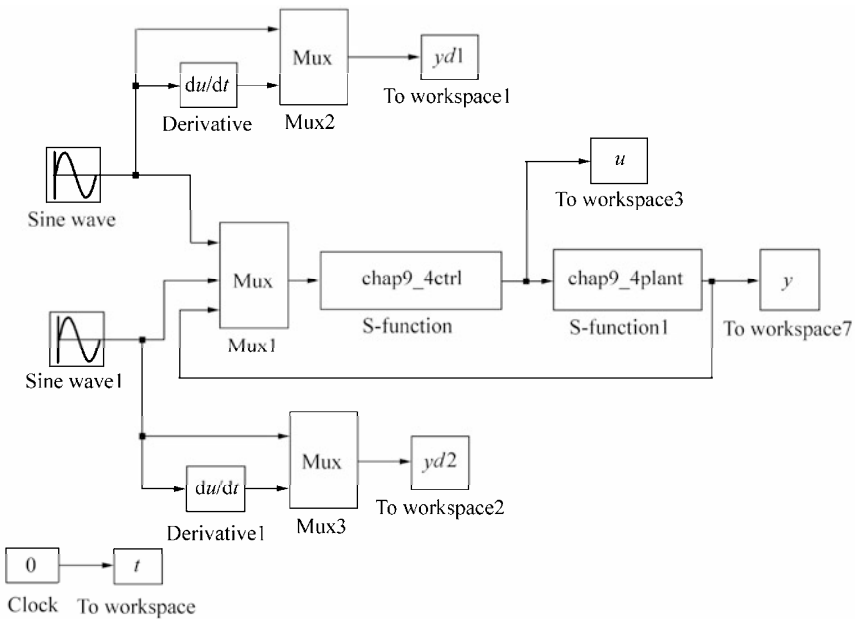 Mux
yd1
du/dt
To workspace1
Derivative
Mux2
u
Sine wave
To workspace3
Mux
chap9_4ctrl
chap9_4plant
y
S-function
S-function1
To workspace7
Mux1
Sine wave1
Mux
yd2
du/dt
To workspace2
Derivative1
Mux3
0
t
Clock
To workspace